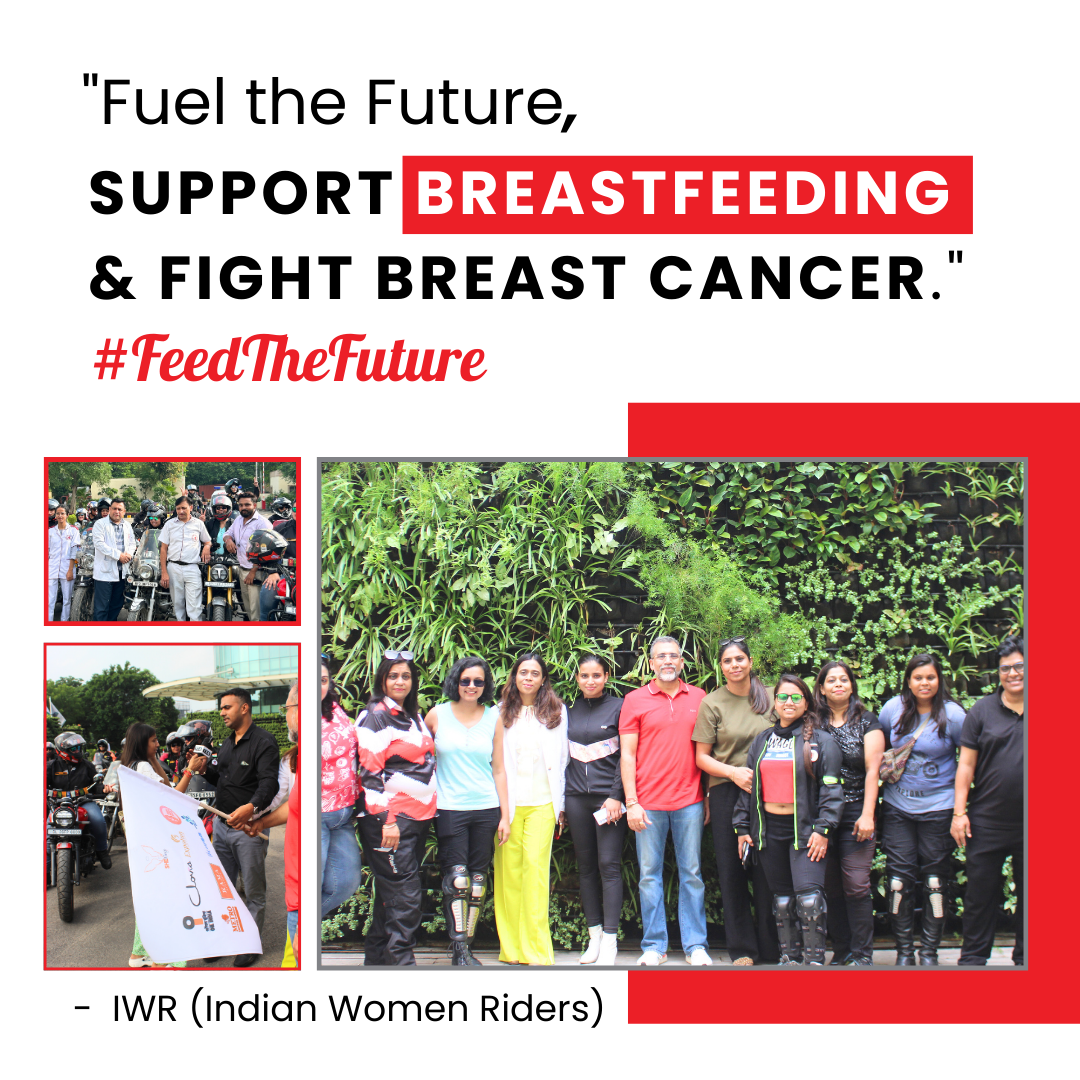 "Fuel the Future,
SUPPORT BREASTFEEDING
& FIGHT BREAST CANCER."
#FeedTheFuture
- IWR (Indian Women Riders)